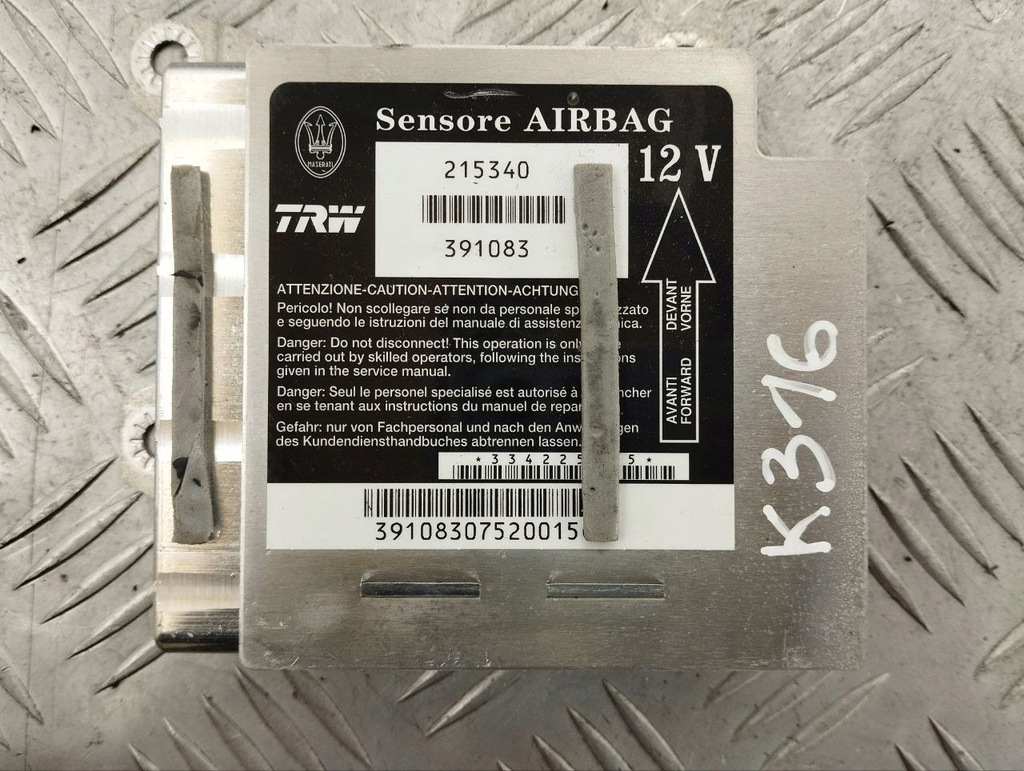 Sensore AIRBAG
MASERATI
TRW
215340
391083
12 V
ATTENZIONE-CAUTION-ATTENTION-ACHTUNG
Pericolo! Non scollegare se non da personale
e seguendo le istruzioni del manuale di
Danger: Do not disconnect! This operation is
carried out by skilled operators, following the
given in the service manual.
Danger: Seul le personel specialisé est autorisé à
en se tenant aux instructions du manuel de
Gefahr: nur von Fachpersonal und nach den
des Kundendiensthandbuches abtrennen lassen.
AVANTI DEVANT
FORWARD VORNE
K316